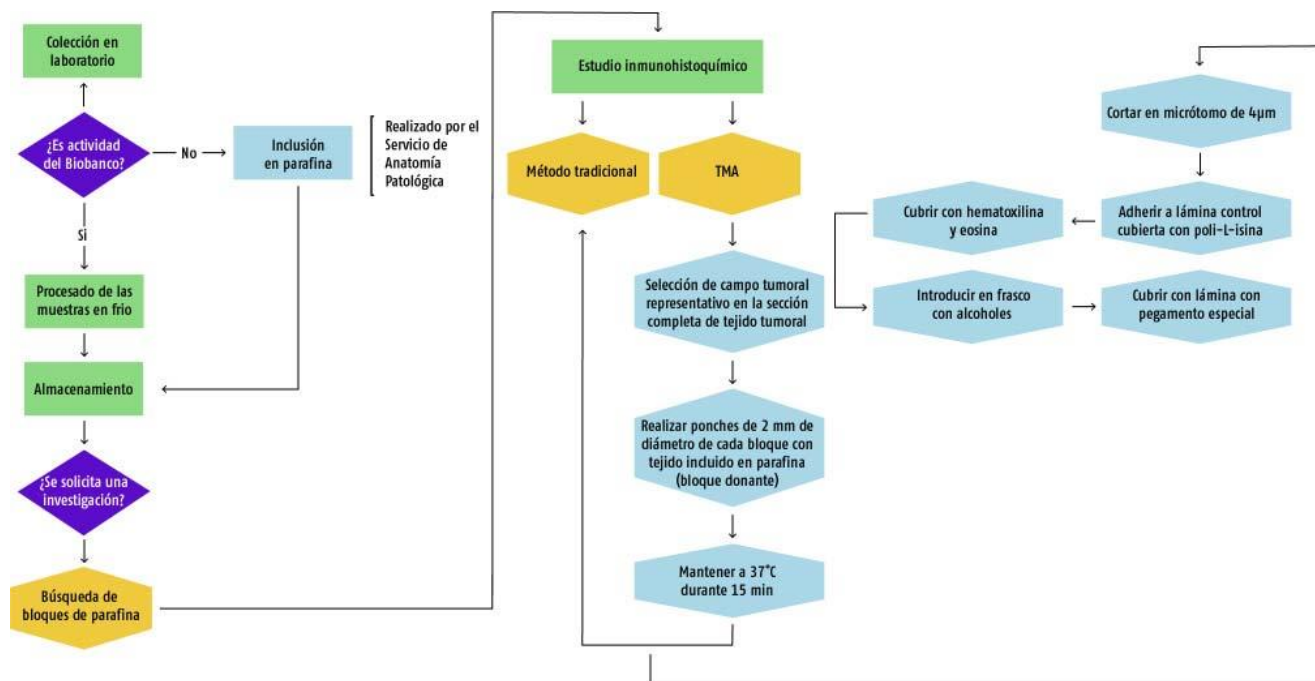 Colección en
laboratorio
¿Es actividad
del Biobanco?
No
Inclusión
en parafina
Realizado por el
Servicio de
Anatomía
Patológica
Si
Procesado de las
muestras en frio
Almacenamiento
¿Se solicita una
investigación?
Búsqueda de
bloques de parafina
Estudio inmunohistoquímico
Método tradicional
TMA
Selección de campo tumoral
representativo en la sección
completa de tejido tumoral
Realizar ponches de 2 mm de
diámetro de cada bloque con
tejido incluido en parafina
(bloque donante)
Mantener a 37°C
durante 15 min
Cortar en micrótomo de 4µm
Adherir a lámina control
cubierta con poli-L-isina
Cubrir con hematoxilina
y eosina
Introducir en frasco
con alcoholes
Cubrir con lámina con
pegamento especial